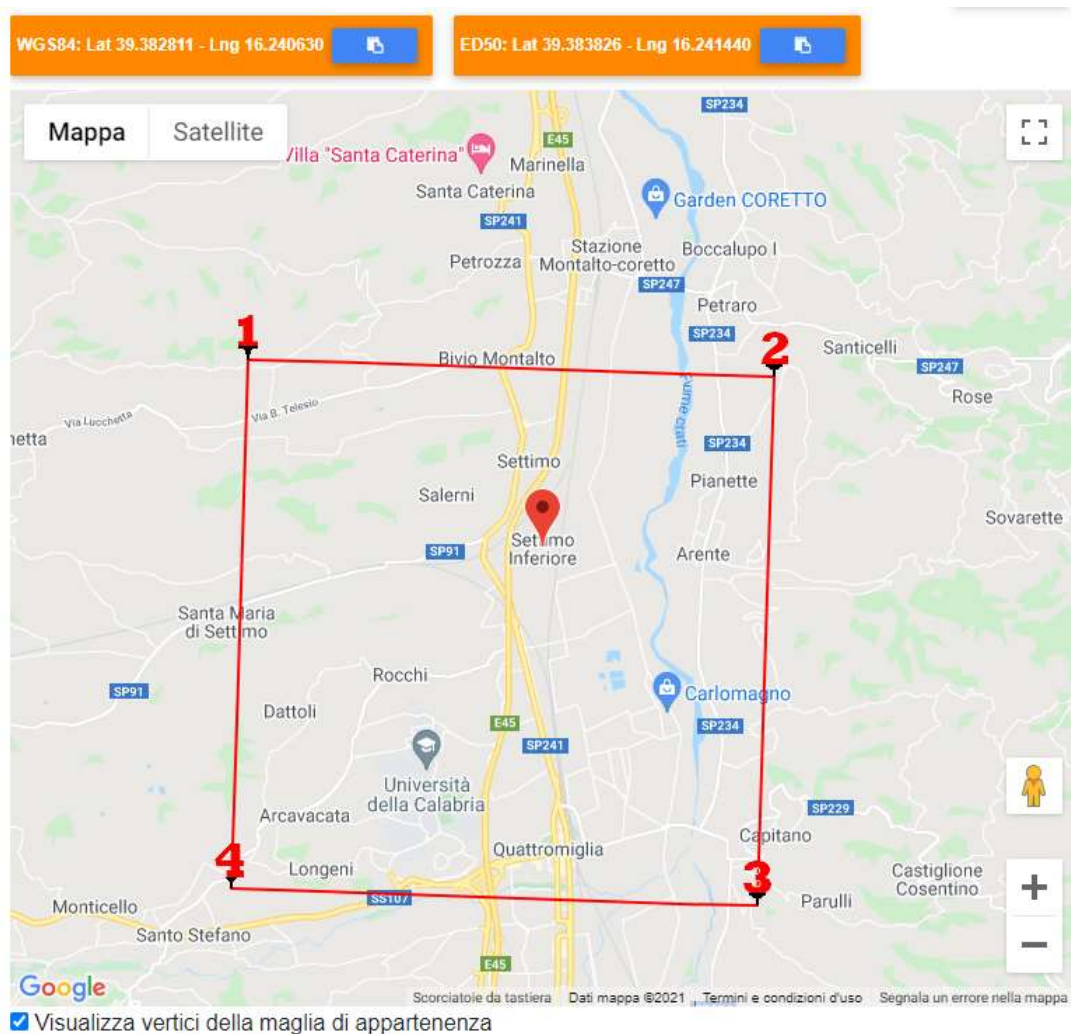 WGS84: Lat 39.382811 - Lng 16.240630
ED50: Lat 39.383826 - Lng 16.241440
Mappa
Satellite
SP234
E45
Villa "Santa Caterina"
Marinella
Santa Caterina
Garden CORETTO
SP241
Stazione
Montalto-coretto
Boccalupo I
Petrozza
SP247
Petraro
1
SP234
2
Santicelli
Bivio Montalto
SP247
Rose
Fiume crati
Via B. Telesio
Via Lucchetta
netta
SP234
Settimo
Salerni
Pianette
Sovarette
Settimo
Inferiore
SP91
Arente
Santa Maria
di Settimo
Rocchi
SP91
Carlomagno
Dattoli
E45
SP234
SP241
Università
della Calabria
Arcavacata
SP229
Capitano
4
Longeni
Quattromiglia
3
Castiglione
Cosentino
SS107
Monticello
Parulli
Santo Stefano
E45
Google
Scorciatoie da tastiera
Dati mappa ©2021
Termini e condizioni d'uso
Segnala un errore nella mappa
Visualizza vertici della maglia di appartenenza